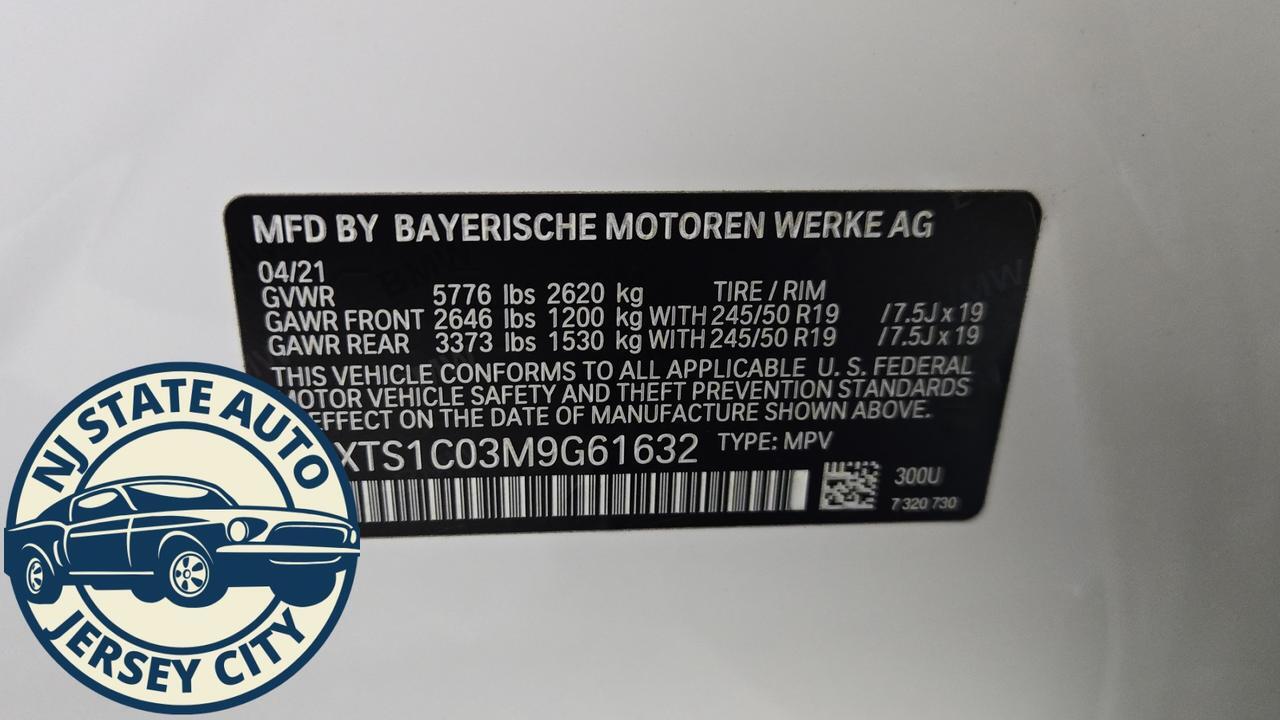 MFD BY BAYERISCHE MOTOREN WERKE AG
04/21
GVWR 5776 lbs 2620 kg TIRE / RIM
GAWR FRONT 2646 lbs 1200 kg WITH 245/50 R19 /7.5J x 19
GAWR REAR 3373 lbs 1530 kg WITH 245/50 R19 /7.5J x 19
THIS VEHICLE CONFORMS TO ALL APPLICABLE U. S. FEDERAL
MOTOR VEHICLE SAFETY AND THEFT PREVENTION STANDARDS
EFFECT ON THE DATE OF MANUFACTURE SHOWN ABOVE.
XTS1C03M9G61632 TYPE: MPV
300U
7 320 730
NJ STATE AUTO
JERSEY CITY